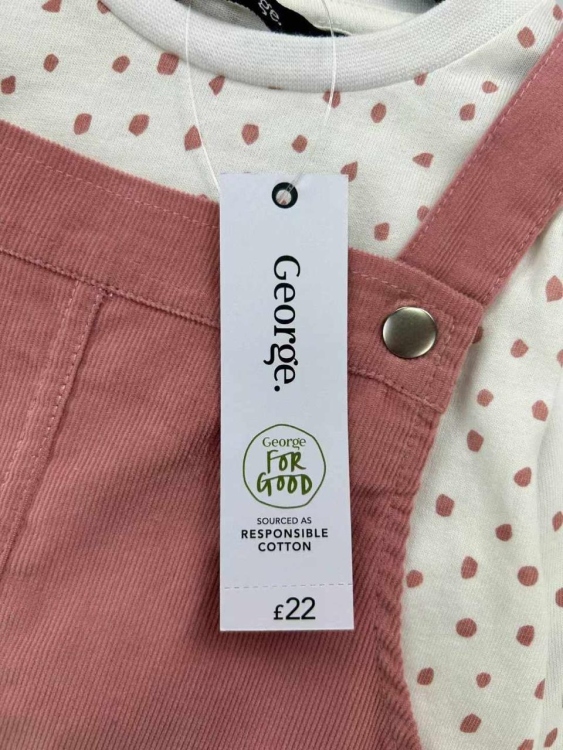 George.
George
FOR
GOOD
SOURCED AS
RESPONSIBLE
COTTON
£22